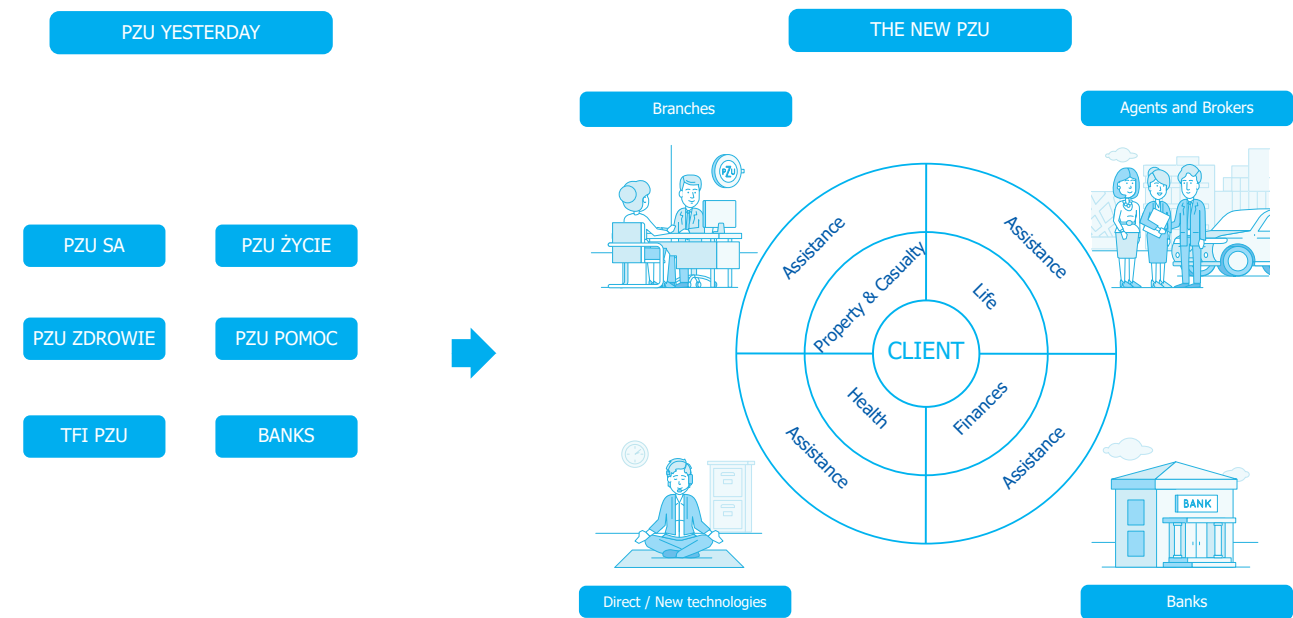 PZU YESTERDAY
THE NEW PZU
Branches
Agents and Brokers
PZU SA
PZU ŻYCIE
PZU ZDROWIE
PZU POMOC
TFI PZU
BANKS
PZU
Assistance
Assistance
Property & Casualty
Life
CLIENT
Health
Finances
Assistance
Assistance
BANK
Direct / New technologies
Banks